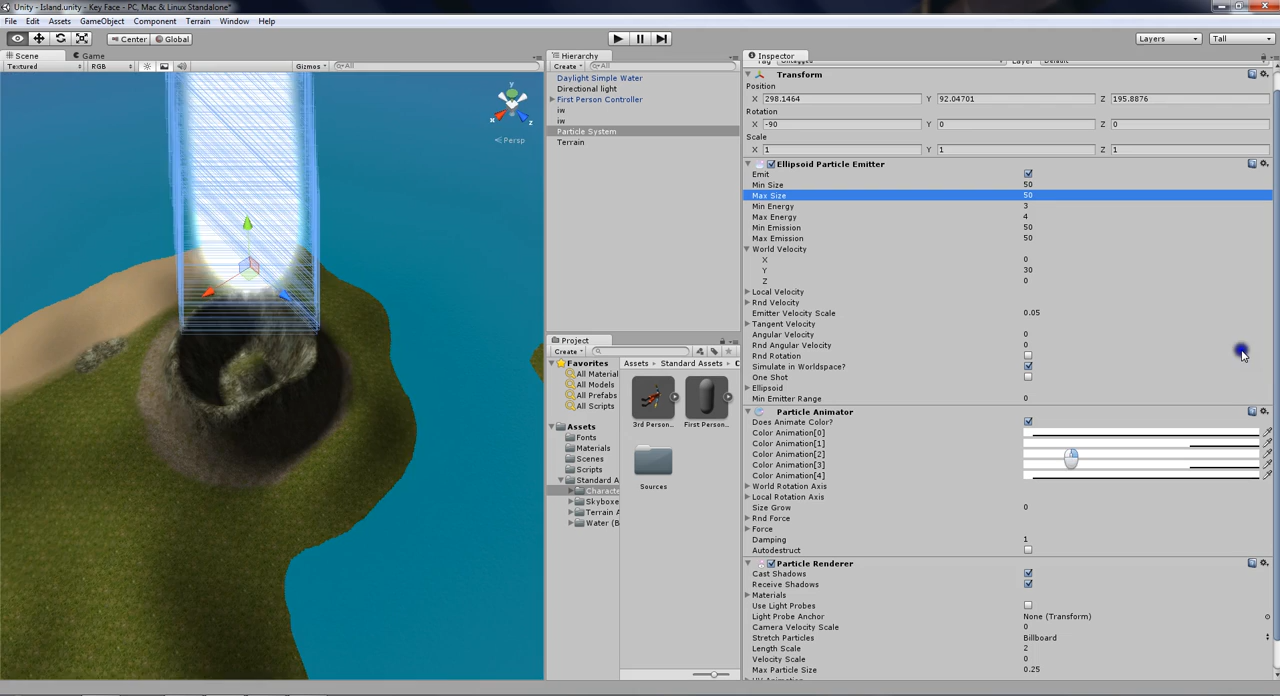 Unity - Island.unity - Key Face - PC, Mac & Linux Standalone*
File Edit Assets GameObject Component Terrain Window Help
Center Global Layers Tall
Scene Game
Textured RGB Gizmos All
y
x
z
Persp
Hierarchy
Create All
Daylight Simple Water
Directional light
First Person Controller
iw
iw
Particle System
Terrain
Project
Create
Favorites
All Material
All Models
All Prefabs
All Scripts
Assets
Fonts
Materials
Scenes
Scripts
Standard A
Characte
Skyboxe
Terrain A
Water (B
Assets Standard Assets
3rd Person... First Person...
Sources
Inspector
Transform
Position
X 298.1464 Y 92.04701 Z 195.8876
Rotation
X -90 Y 0 Z 0
Scale
X 1 Y 1 Z 1
Ellipsoid Particle Emitter
Emit
Min Size 50
Max Size 50
Min Energy 3
Max Energy 4
Min Emission 50
Max Emission 50
World Velocity
X 0
Y 30
Z 0
Local Velocity
Rnd Velocity
Emitter Velocity Scale 0.05
Tangent Velocity
Angular Velocity 0
Rnd Angular Velocity 0
Rnd Rotation
Simulate in Worldspace?
One Shot
Ellipsoid
Min Emitter Range 0
Particle Animator
Does Animate Color?
Color Animation[0]
Color Animation[1]
Color Animation[2]
Color Animation[3]
Color Animation[4]
World Rotation Axis
Local Rotation Axis
Size Grow 0
Rnd Force
Force
Damping 1
Autodestruct
Particle Renderer
Cast Shadows
Receive Shadows
Materials
Use Light Probes
Light Probe Anchor None (Transform)
Camera Velocity Scale 0
Stretch Particles Billboard
Length Scale 2
Velocity Scale 0
Max Particle Size 0.25